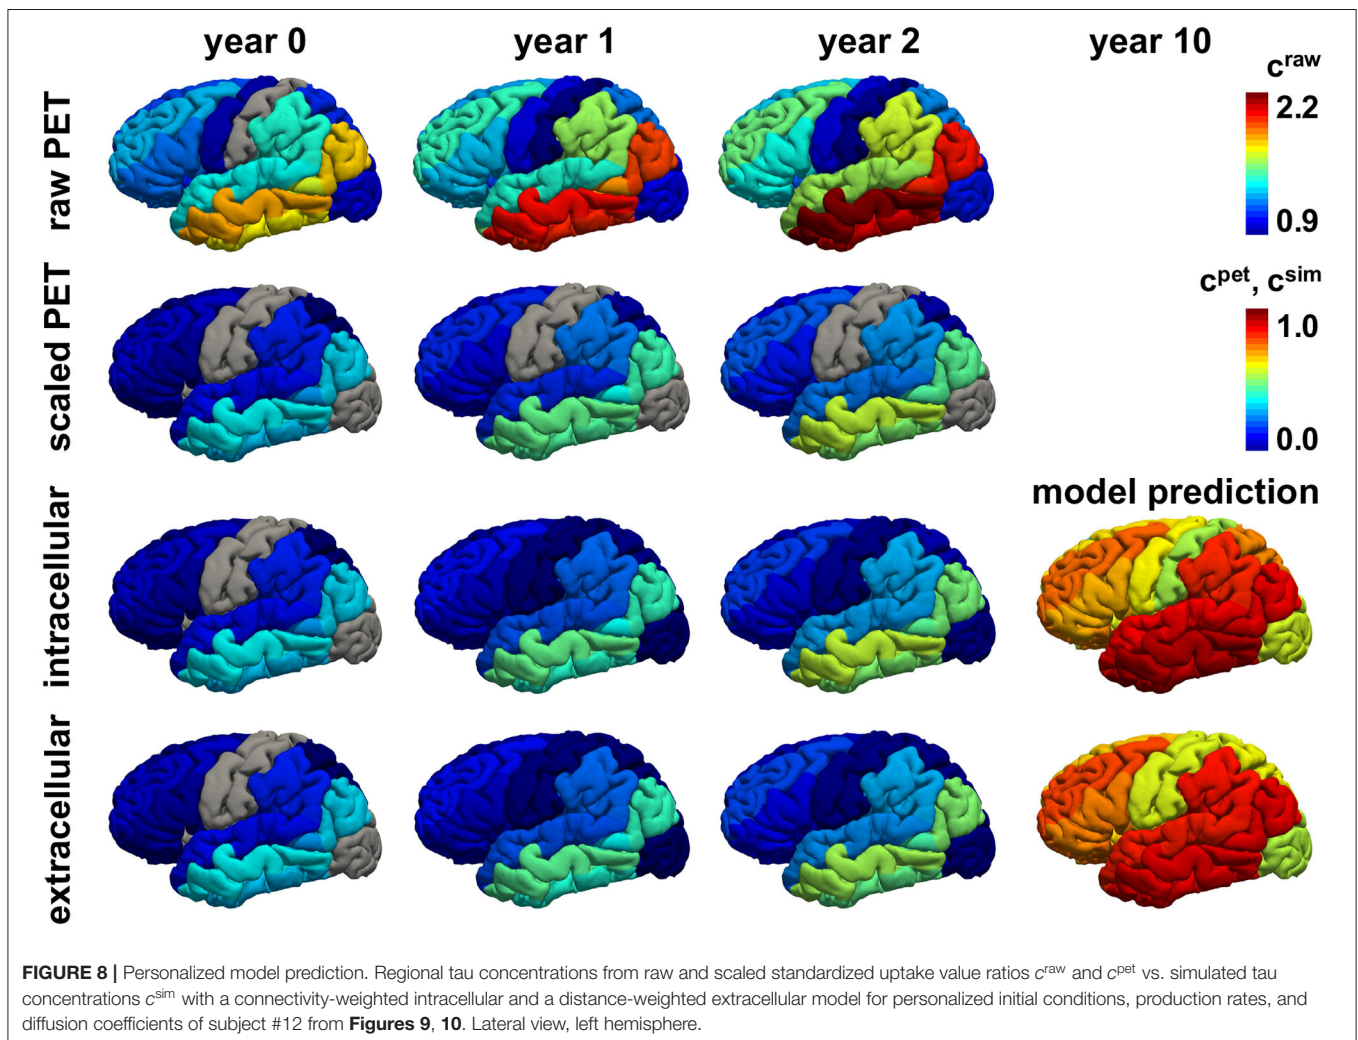 year 0 year 1 year 2 year 10
raw PET
c^raw
2.2
0.9
scaled PET
c^pet, c^sim
1.0
0.0
intracellular
model prediction
extracellular
FIGURE 8 | Personalized model prediction. Regional tau concentrations from raw and scaled standardized uptake value ratios c^raw and c^pet vs. simulated tau
concentrations c^sim with a connectivity-weighted intracellular and a distance-weighted extracellular model for personalized initial conditions, production rates, and
diffusion coefficients of subject #12 from Figures 9, 10. Lateral view, left hemisphere.